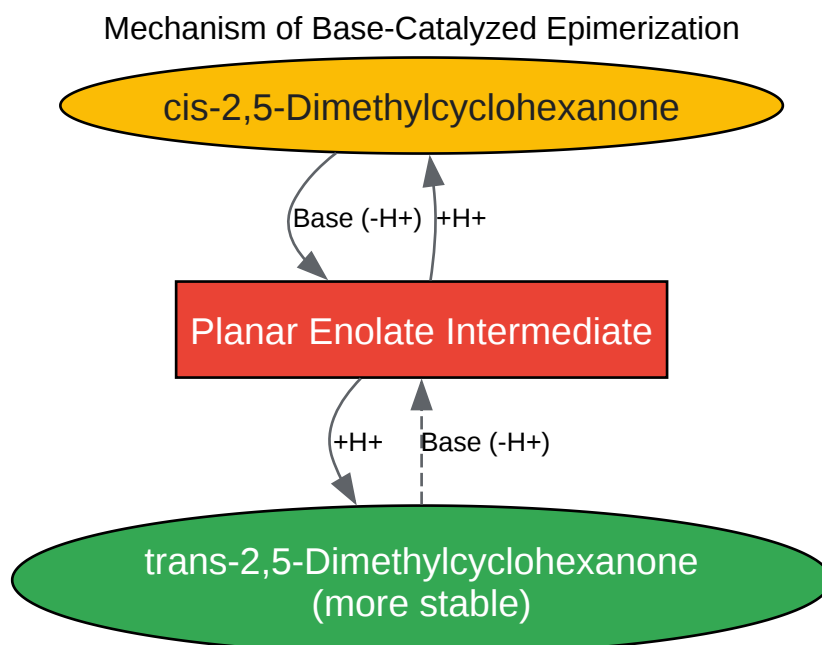 Mechanism of Base-Catalyzed Epimerization
cis-2,5-Dimethylcyclohexanone
Base (-H+)
+H+
Planar Enolate Intermediate
+H+
Base (-H+)
trans-2,5-Dimethylcyclohexanone
(more stable)